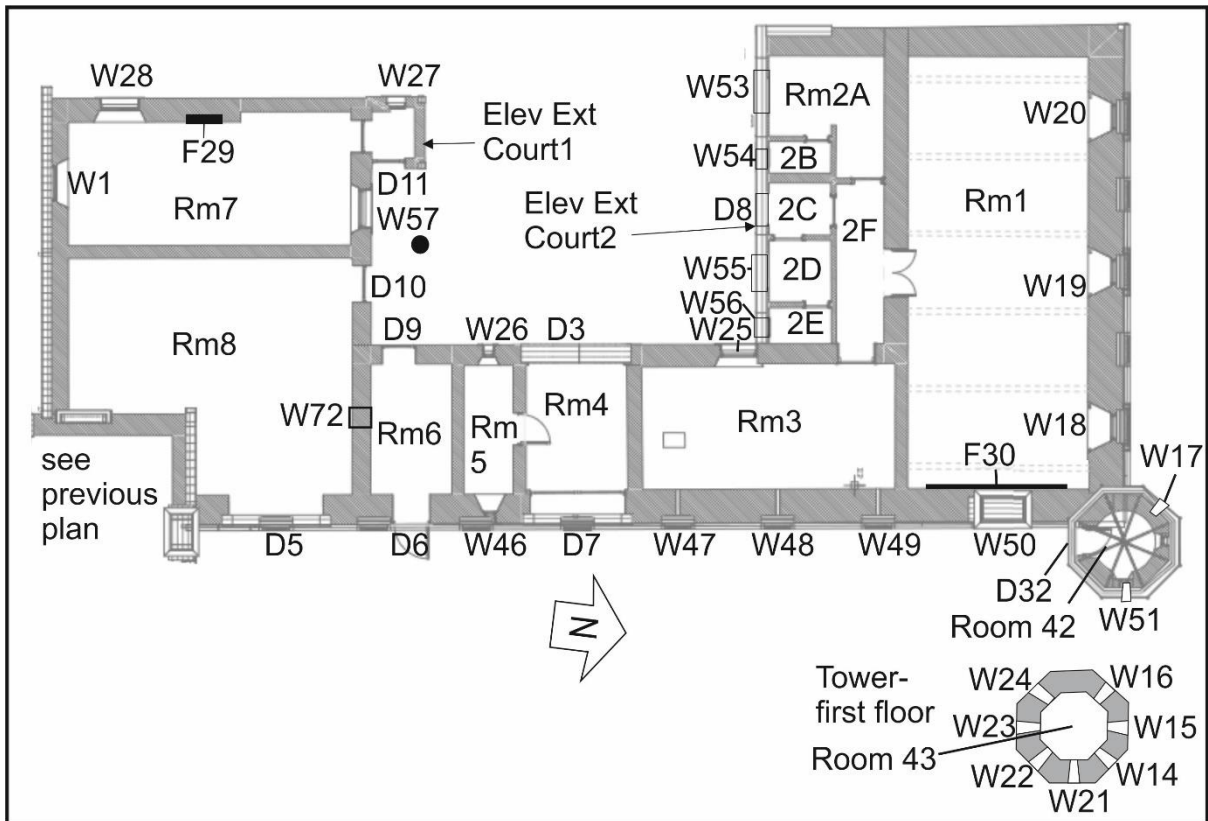 W28
W27
F29
Elev Ext
Court1
W1
Rm7
D11
W57
D10
Rm8
D9
W26
D3
W72
Rm6
Rm
5
Rm4
Rm3
see
previous
plan
D5
D6
W46
D7
W47
W48
W49
W50
W53
Rm2A
W54
2B
D8
2C
Elev Ext
Court2
2F
W55
2D
W56
2E
W25
Rm1
W20
W19
W18
F30
W17
D32
Room 42
W51
N
Tower-
first floor
Room 43
W24
W16
W23
W15
W22
W14
W21